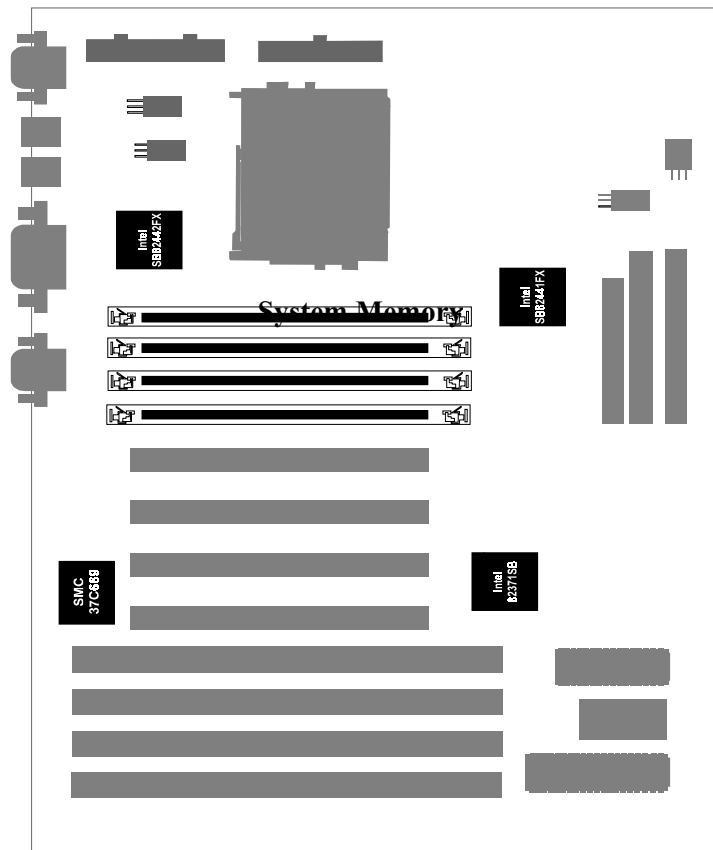 Intel
SB82442FX
Intel
SB82441FX
System Memory
SMC
37C669
Intel
82371SB